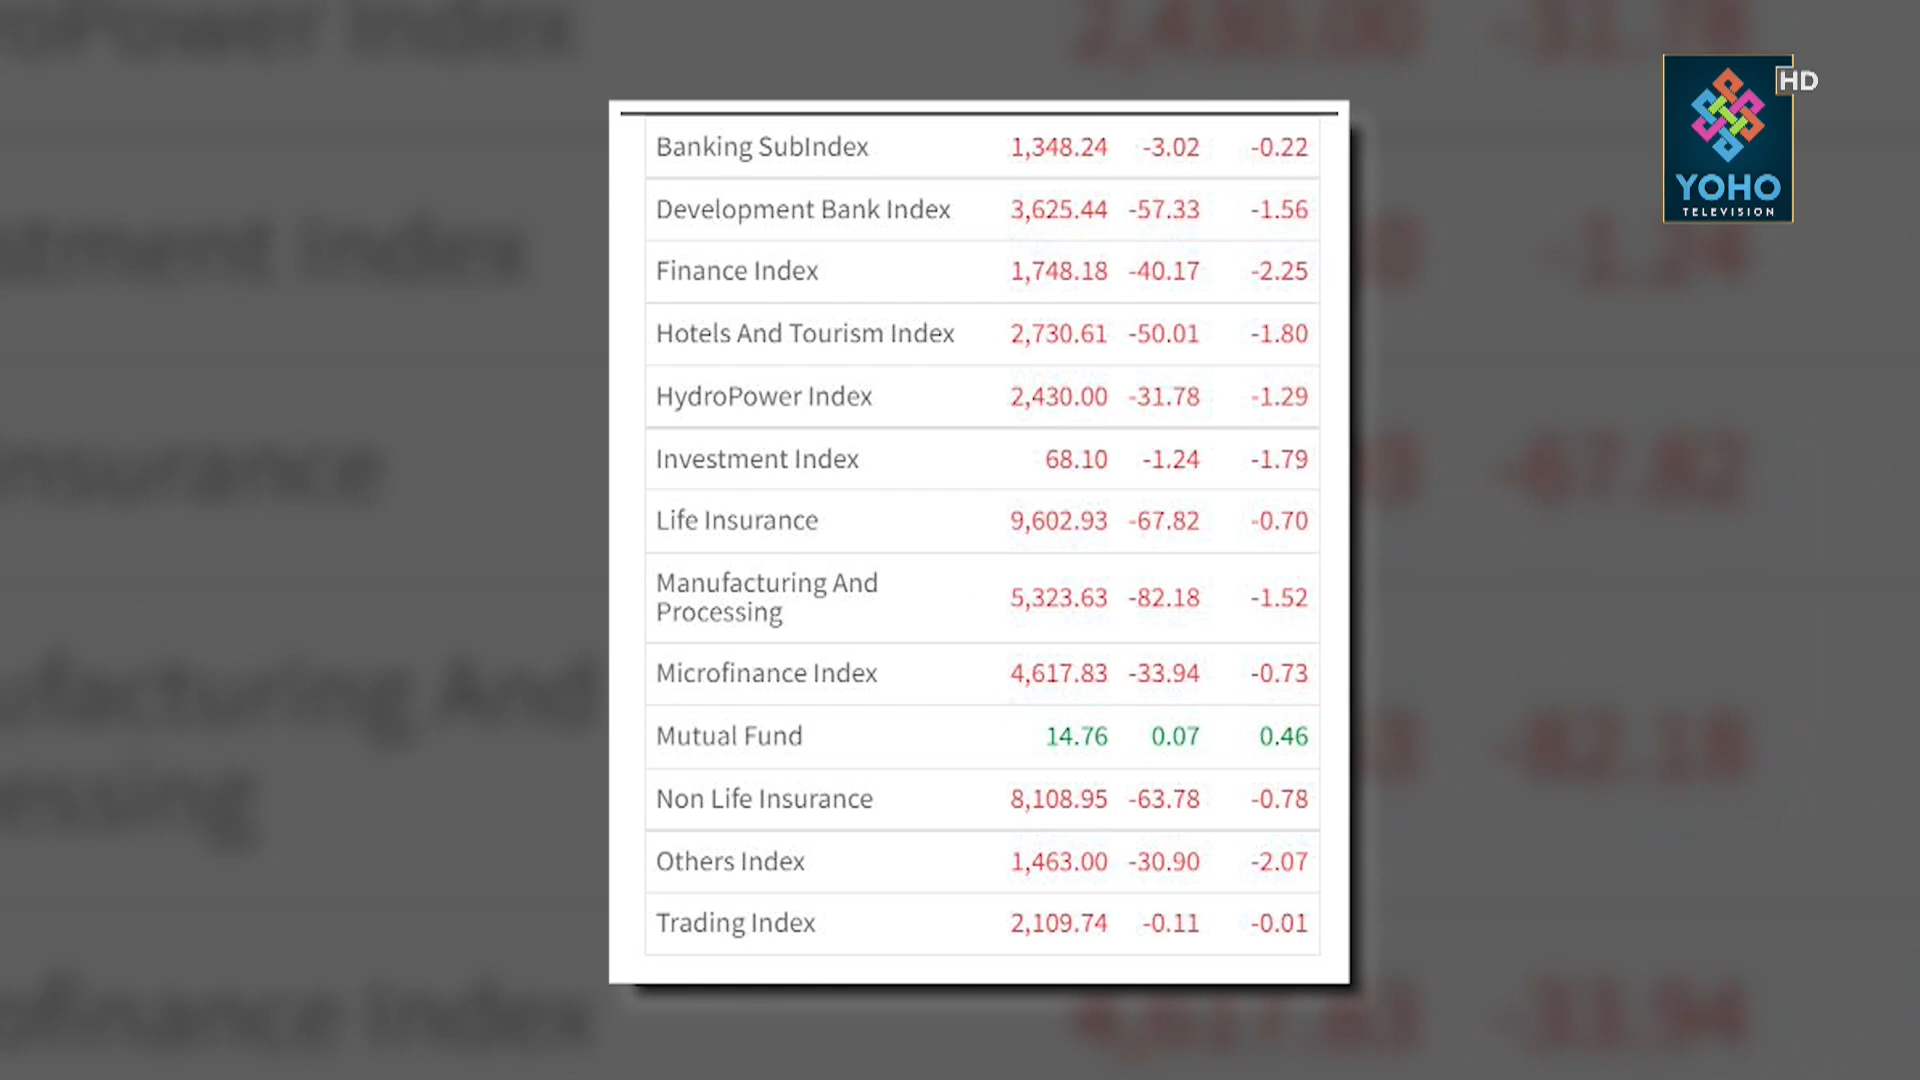 HD
YOHO
TELEVISION
Banking SubIndex 1,348.24 -3.02 -0.22
Development Bank Index 3,625.44 -57.33 -1.56
Finance Index 1,748.18 -40.17 -2.25
Hotels And Tourism Index 2,730.61 -50.01 -1.80
HydroPower Index 2,430.00 -31.78 -1.29
Investment Index 68.10 -1.24 -1.79
Life Insurance 9,602.93 -67.82 -0.70
Manufacturing And
Processing 5,323.63 -82.18 -1.52
Microfinance Index 4,617.83 -33.94 -0.73
Mutual Fund 14.76 0.07 0.46
Non Life Insurance 8,108.95 -63.78 -0.78
Others Index 1,463.00 -30.90 -2.07
Trading Index 2,109.74 -0.11 -0.01